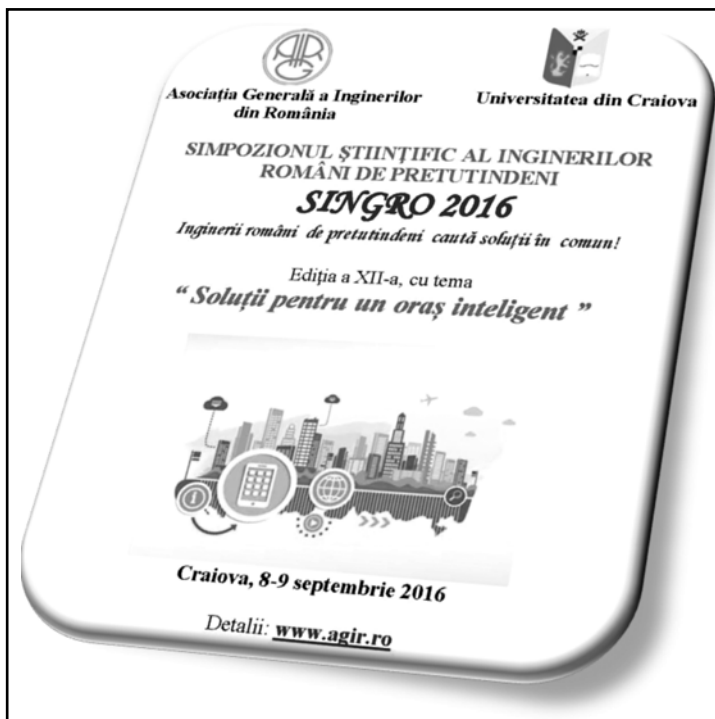 Asociația Generală a Inginerilor
din România
Universitatea din Craiova
SIMPOZIONUL ŞTIINȚIFIC AL INGINERILOR
ROMÂNI DE PRETUTINDENI
SINGRO 2016
Inginerii români de pretutindeni caută soluții în comun!
Ediția a XII-a, cu tema
“ Soluții pentru un oraș inteligent ”
Craiova, 8-9 septembrie 2016
Detalii: www.agir.ro